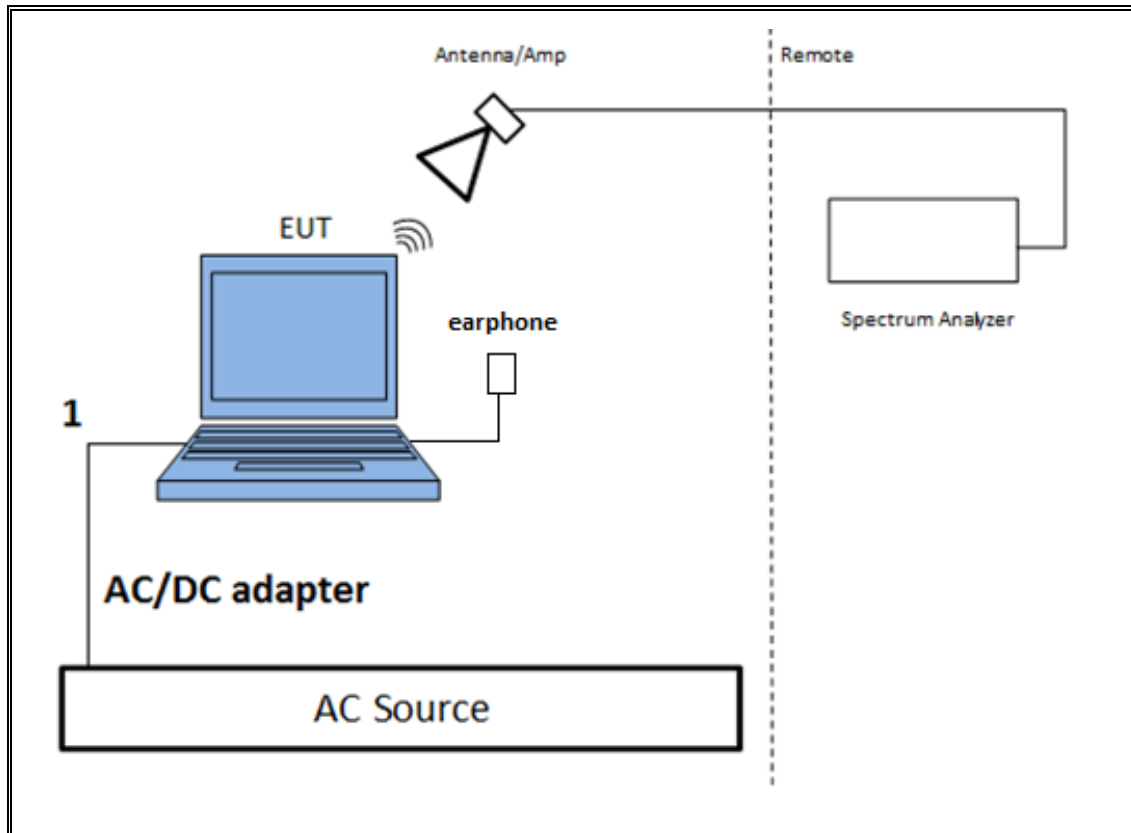 Antenna/Amp
Remote
EUT
earphone
Spectrum Analyzer
1
AC/DC adapter
AC Source